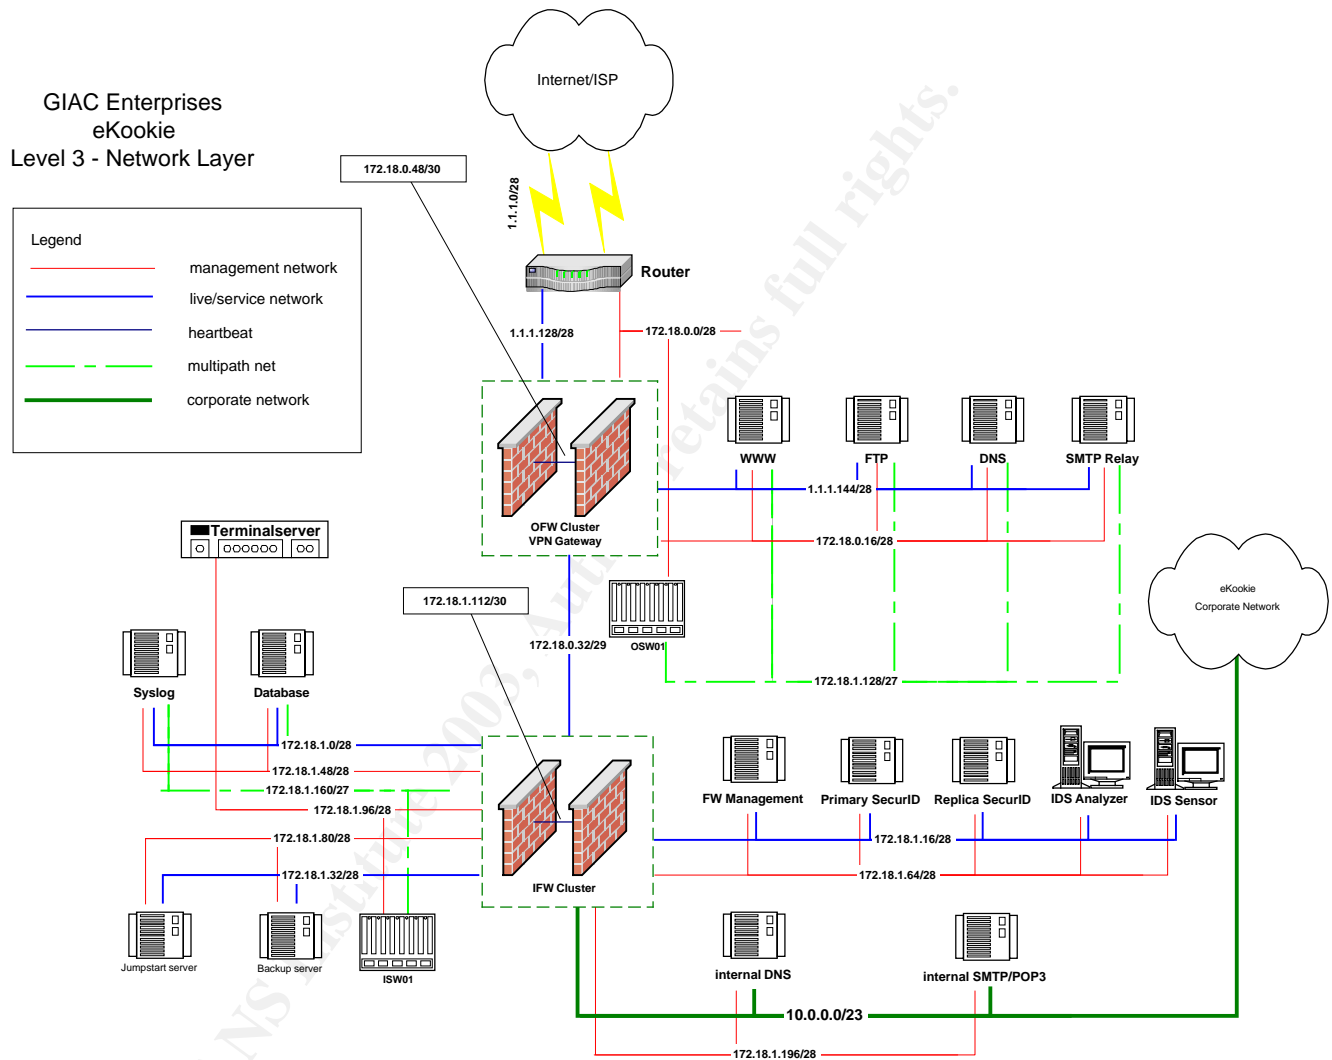 Internet/ISP
GIAC Enterprises
eKookie
Level 3 - Network Layer
172.18.0.48/30
1.1.1.0/28
Legend
management network
live/service network
heartbeat
multipath net
corporate network
Router
1.1.1.128/28
172.18.0.0/28
WWW
FTP
DNS
SMTP Relay
1.1.1.144/28
OFW Cluster
VPN Gateway
172.18.0.16/28
Terminalserver
172.18.1.112/30
eKookie
Corporate Network
OSW01
172.18.0.32/29
172.18.1.128/27
Syslog
Database
172.18.1.0/28
172.18.1.48/28
172.18.1.160/27
172.18.1.96/28
172.18.1.80/28
172.18.1.32/28
FW Management
Primary SecurID
Replica SecurID
IDS Analyzer
IDS Sensor
172.18.1.16/28
172.18.1.64/28
IFW Cluster
Jumpstart server
Backup server
ISW01
internal DNS
internal SMTP/POP3
10.0.0.0/23
172.18.1.196/28
NS Institute 2003, Aut retains full rights.